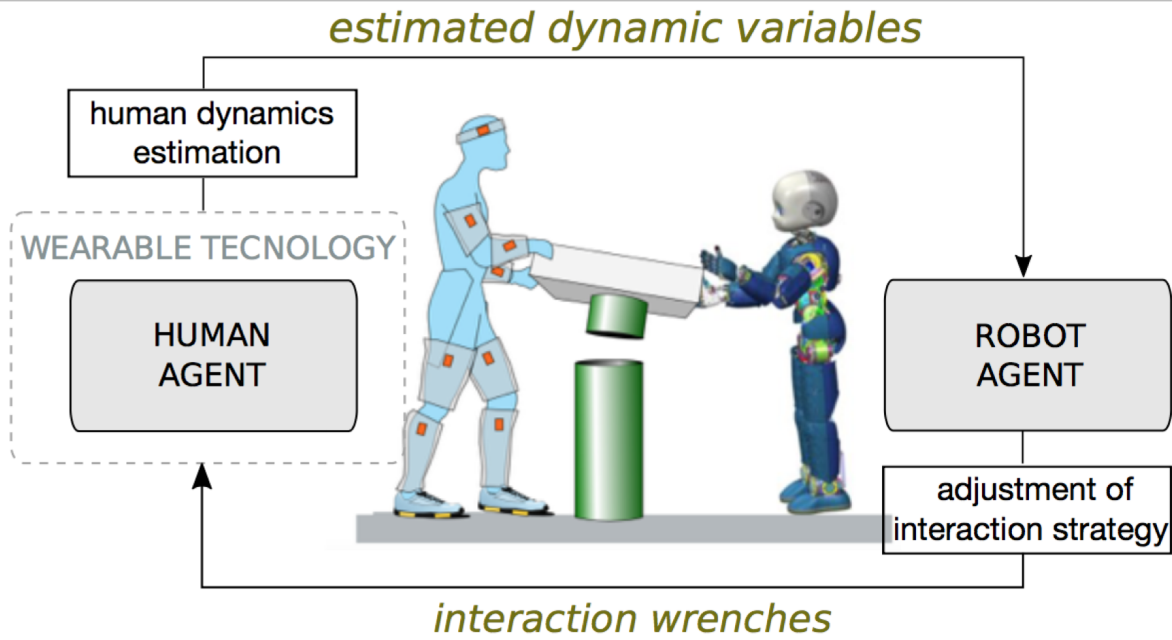 estimated dynamic variables
human dynamics
estimation
WEARABLE TECNOLOGY
HUMAN
AGENT
ROBOT
AGENT
adjustment of
interaction strategy
interaction wrenches